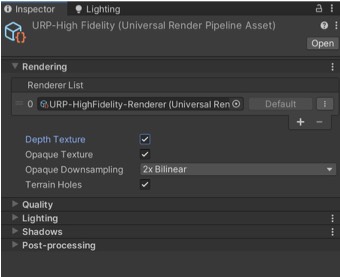 Inspector
Lighting
URP-High Fidelity (Universal Render Pipeline Asset)
Open
Rendering
Renderer List
0 URP-HighFidelity-Renderer (Universal Ren
Default
Depth Texture
Opaque Texture
Opaque Downsampling 2x Bilinear
Terrain Holes
Quality
Lighting
Shadows
Post-processing